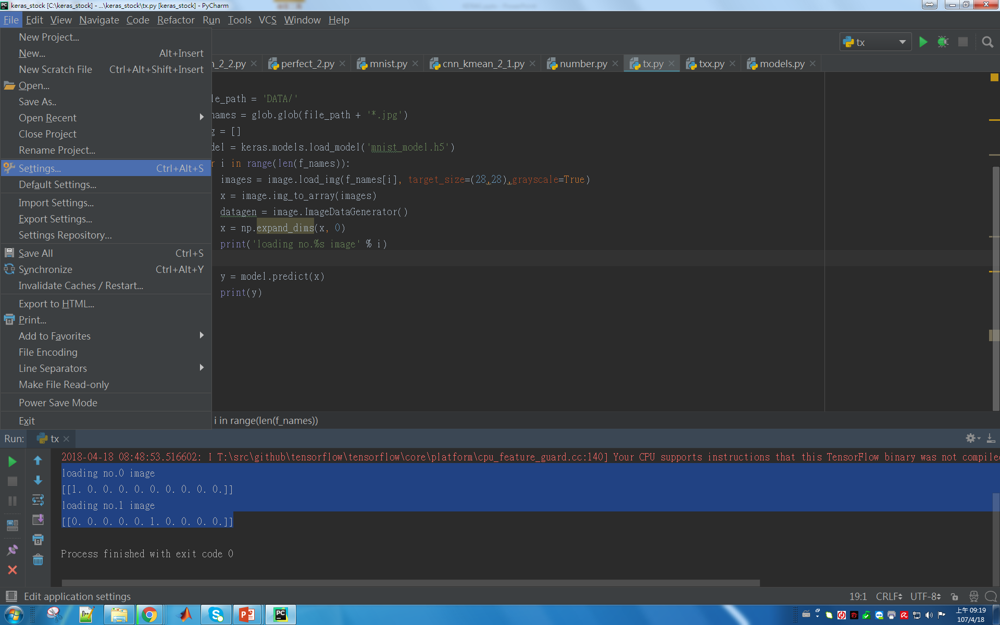 keras_stock [C:\keras_stock] - ...\keras_stock\tx.py [keras_stock] - PyCharm
File Edit View Navigate Code Refactor Run Tools VCS Window Help
tx
New Project...
New... Alt+Insert
New Scratch File Ctrl+Alt+Shift+Insert
Open...
Save As..
Open Recent
Close Project
Rename Project...
Settings... Ctrl+Alt+S
Default Settings...
Import Settings...
Export Settings...
Settings Repository...
Save All Ctrl+S
Synchronize Ctrl+Alt+Y
Invalidate Caches / Restart...
Export to HTML...
Print...
Add to Favorites
File Encoding
Line Separators
Make File Read-only
Power Save Mode
Exit
n_2_2.py perfect_2.py mnist.py cnn_kmean_2_1.py number.py tx.py txx.py models.py
le_path = 'DATA/'
names = glob.glob(file_path + '*.jpg')
g = []
del = keras.models.load_model('mnist_model.h5')
r i in range(len(f_names)):
images = image.load_img(f_names[i], target_size=(28,28),grayscale=True)
x = image.img_to_array(images)
datagen = image.ImageDataGenerator()
x = np.expand_dims(x, 0)
print('loading no.%s image' % i)
y = model.predict(x)
print(y)
i in range(len(f_names))
Run: tx
2018-04-18 08:48:53.516602: I T:\src\github\tensorflow\tensorflow\core\platform\cpu_feature_guard.cc:140] Your CPU supports instructions that this TensorFlow binary was not compile
loading no.0 image
[[1. 0. 0. 0. 0. 0. 0. 0. 0. 0.]]
loading no.1 image
[[0. 0. 0. 0. 0. 1. 0. 0. 0. 0.]]
Process finished with exit code 0
Edit application settings 19:1 CRLF UTF-8
上午 09:19
107/4/18